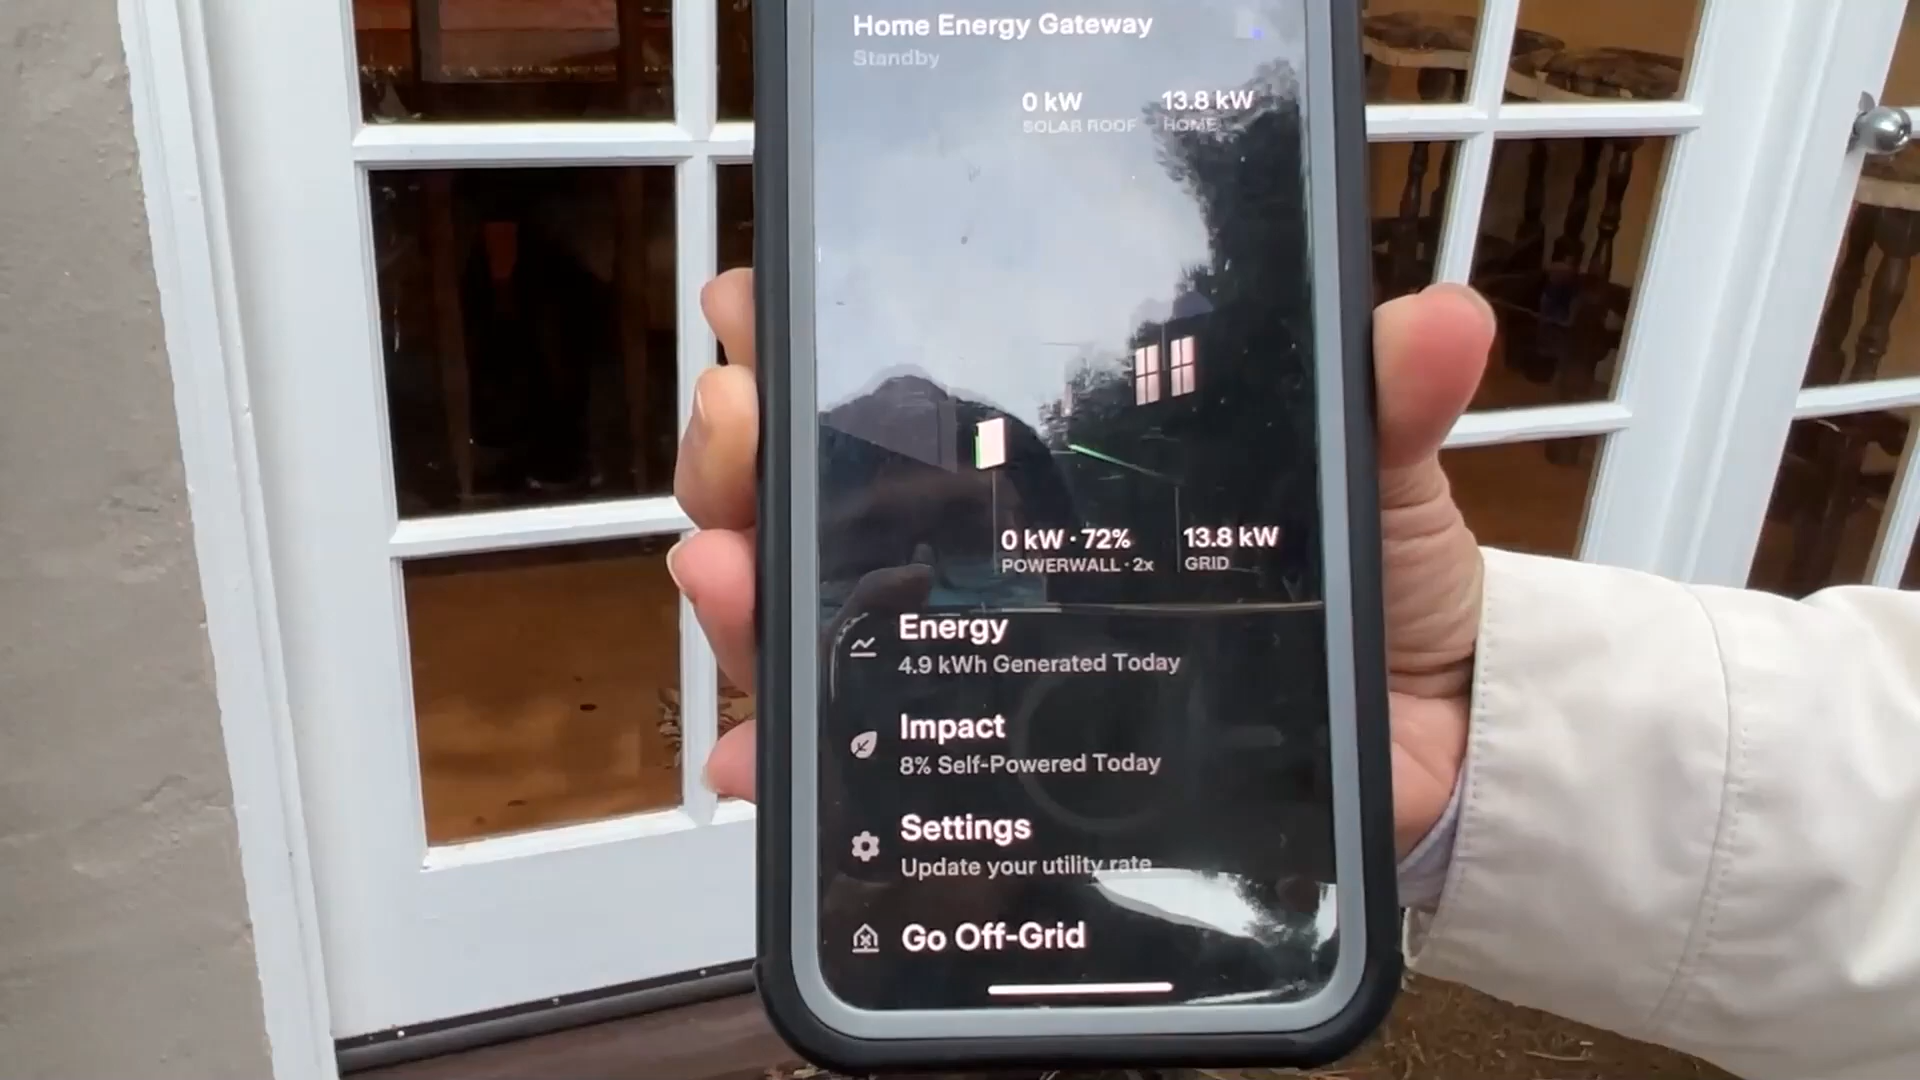 Home Energy Gateway
Standby
0 kW
SOLAR ROOF
13.8 kW
HOME
0 kW · 72%
POWERWALL · 2x
13.8 kW
GRID
Energy
4.9 kWh Generated Today
Impact
8% Self-Powered Today
Settings
Update your utility rate
Go Off-Grid